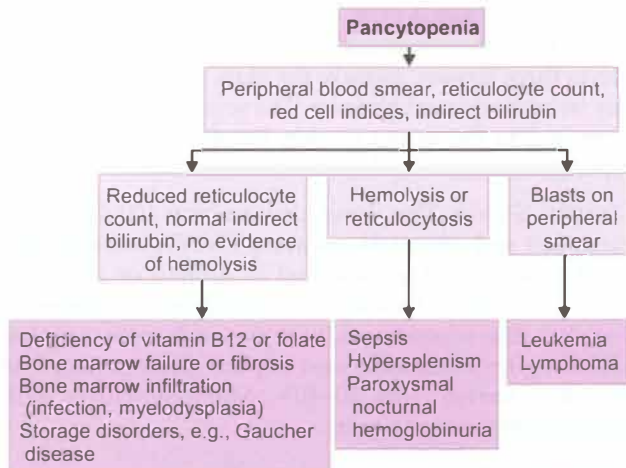 Pancytopenia
Peripheral blood smear, reticulocyte count,
red cell indices, indirect bilirubin
Reduced reticulocyte
count, normal indirect
bilirubin, no evidence
of hemolysis
Hemolysis or
reticulocytosis
Blasts on
peripheral
smear
Deficiency of vitamin B12 or folate
Bone marrow failure or fibrosis
Bone marrow infiltration
(infection, myelodysplasia)
Storage disorders, e.g., Gaucher
disease
Sepsis
Hypersplenism
Paroxysmal
nocturnal
hemoglobinuria
Leukemia
Lymphoma